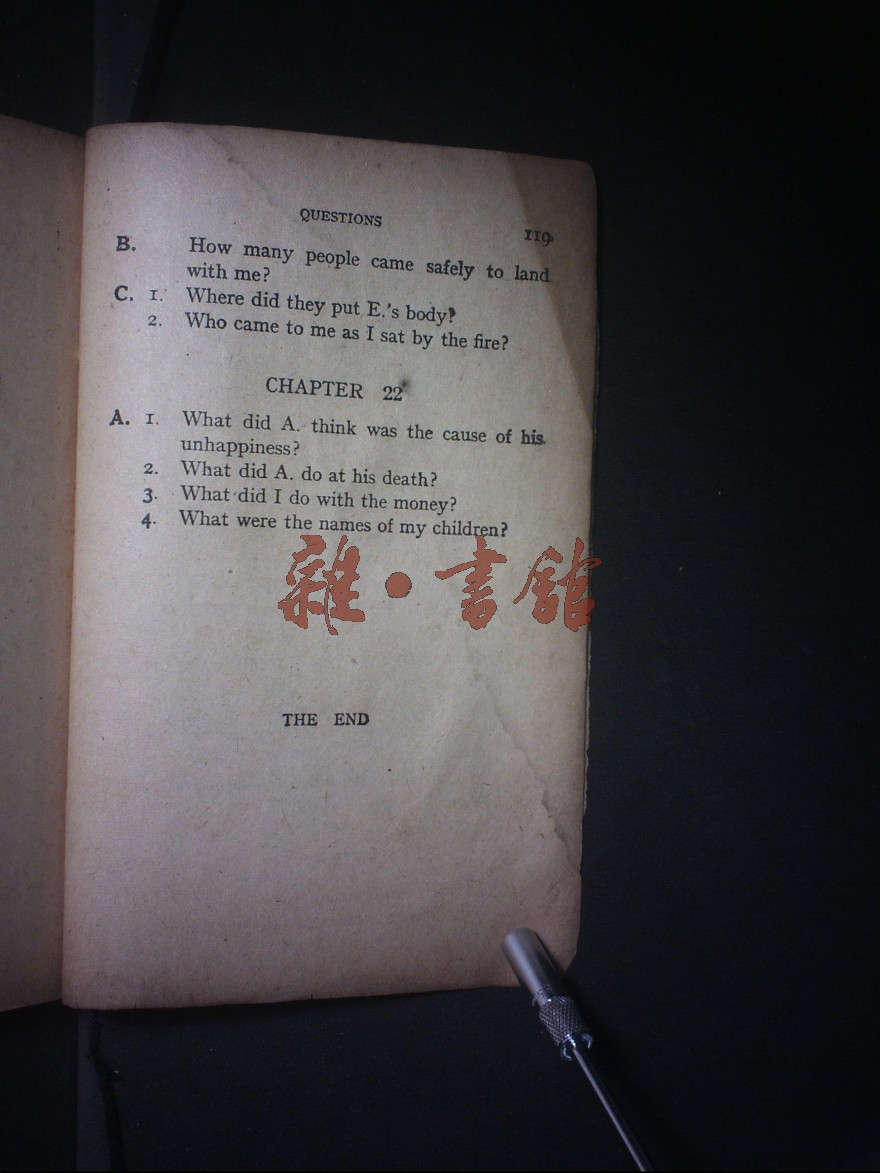 QUESTIONS 119
B. How many people came safely to land
with me?
C. 1. Where did they put E.'s body?
2. Who came to me as I sat by the fire?
CHAPTER 22
A. 1. What did A. think was the cause of his
unhappiness?
2. What did A. do at his death?
3. What did I do with the money?
4. What were the names of my children?
雜·書館
THE END